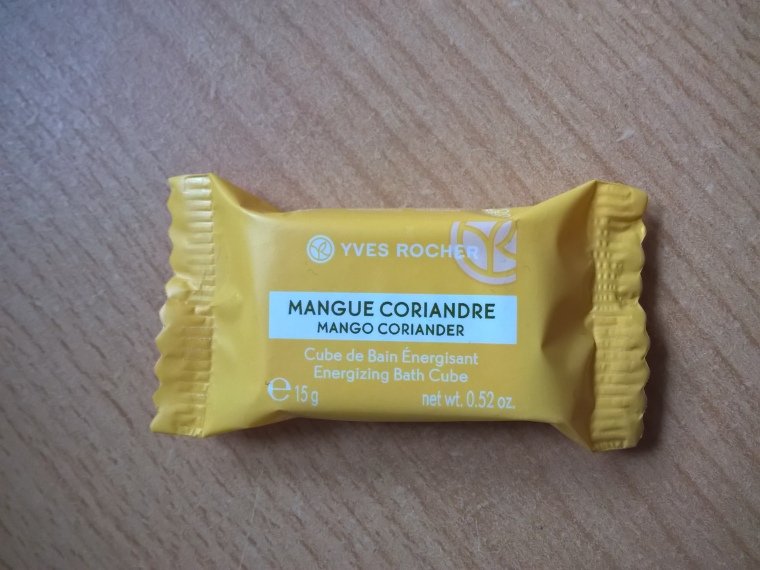 YVES ROCHER
MANGUE CORIANDRE
MANGO CORIANDER
Cube de Bain Énergisant
Energizing Bath Cube
℮ 15 g net wt. 0.52 oz.